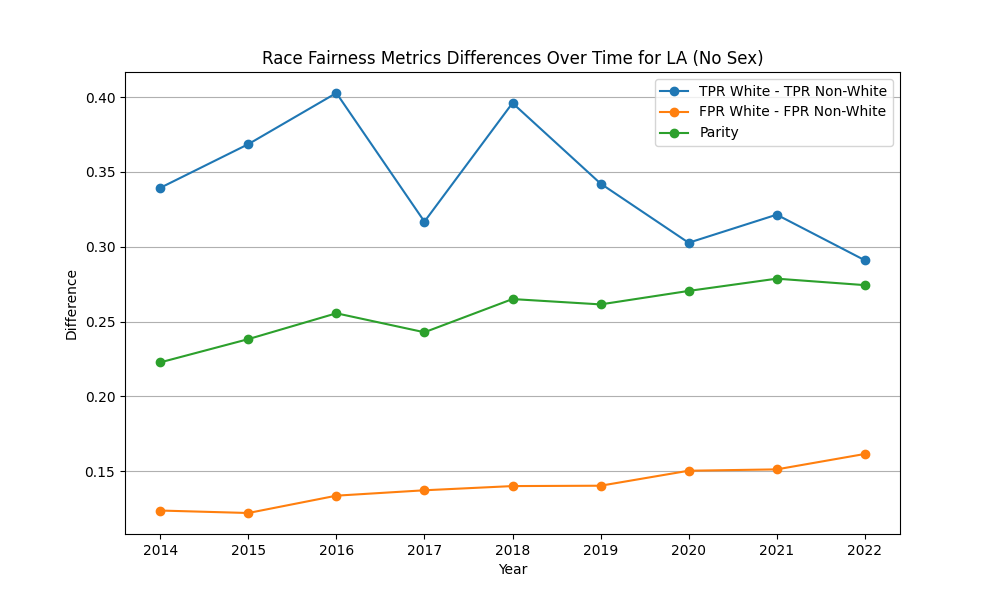 Race Fairness Metrics Differences Over Time for LA (No Sex)
TPR White - TPR Non-White
FPR White - FPR Non-White
Parity
Difference
0.40
0.35
0.30
0.25
0.20
0.15
2014 2015 2016 2017 2018 2019 2020 2021 2022
Year